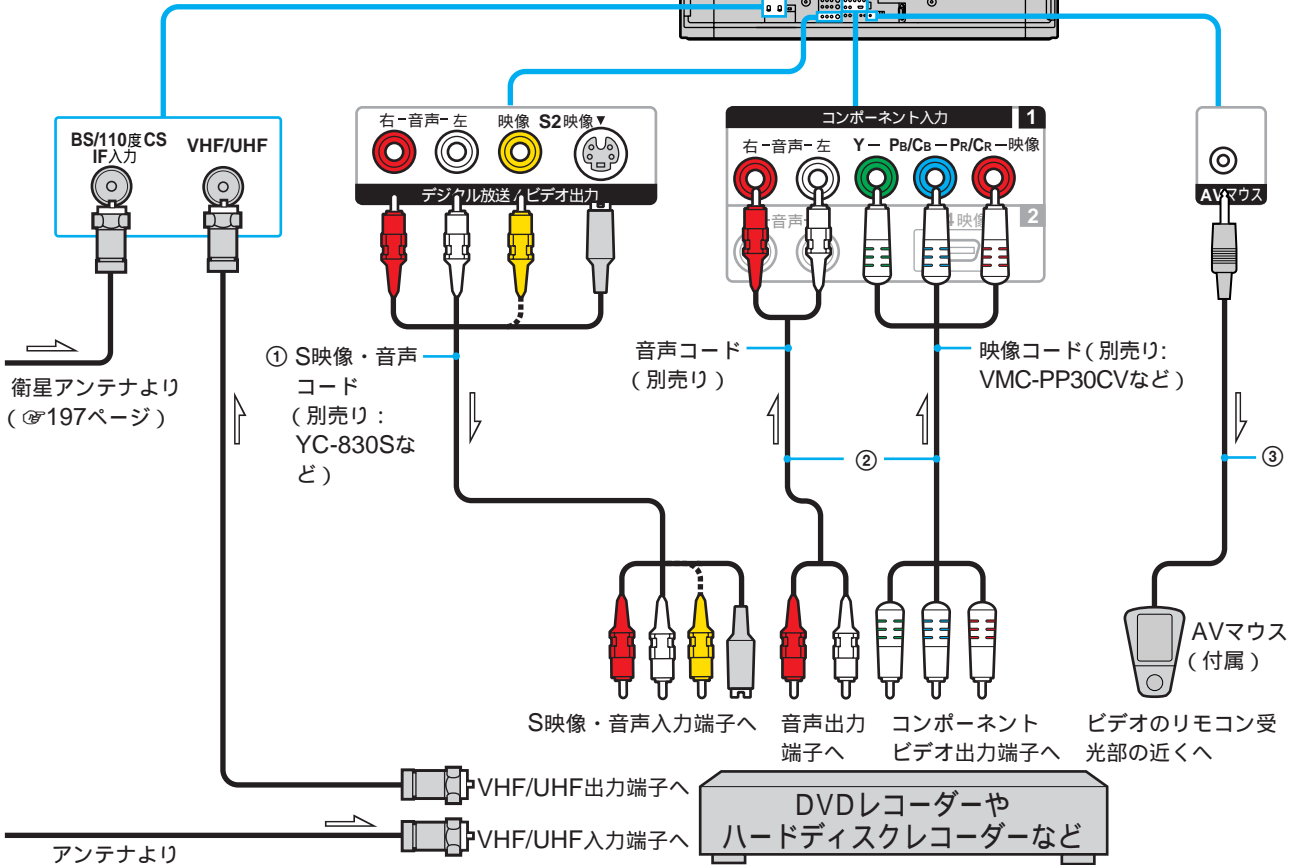 BS/110度CS
IF入力
VHF/UHF
右-音声-左 映像 S2映像▼
デジタル放送/ビデオ出力
コンポーネント入力 1
右-音声-左 Y-PB/CB-PR/CR-映像
音声 映像 2
AVマウス
衛星アンテナより
(☞197ページ)
① S映像・音声
コード
(別売り:
YC-830Sな
ど)
音声コード
(別売り)
映像コード(別売り:
VMC-PP30CVなど)
②
③
AVマウス
(付属)
S映像・音声入力端子へ
音声出力
端子へ
コンポーネント
ビデオ出力端子へ
ビデオのリモコン受
光部の近くへ
VHF/UHF出力端子へ
VHF/UHF入力端子へ
アンテナより
DVDレコーダーや
ハードディスクレコーダーなど